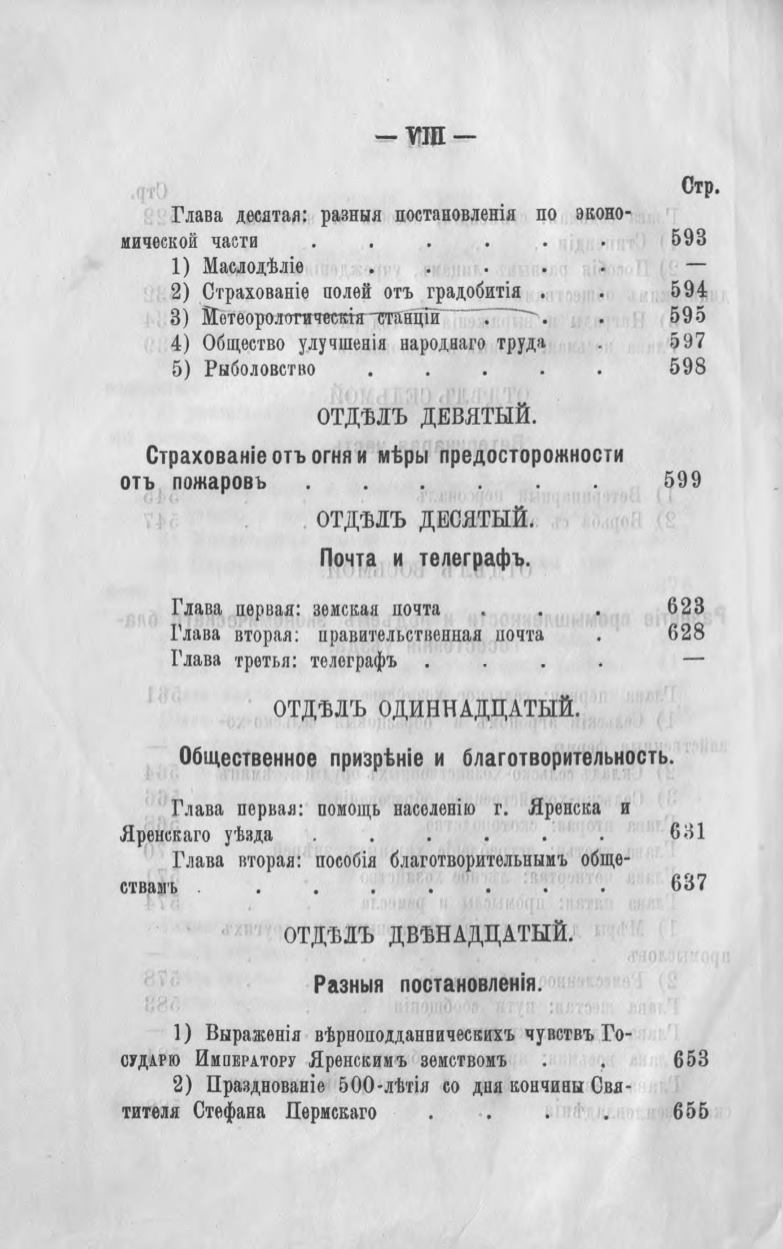 — VIII —
Стр.
Глава десятая: разныя постановленія по эконо-
мической части . . . . . . 593
1) Маслодѣліе . . . . . —
2) Страхованіе полей отъ градобитія . . 594
3) Метеорологическія станціи . . . 595
4) Общество улучшенія народнаго труда . 597
5) Рыболовство . . . . . 598
ОТДѢЛЪ ДЕВЯТЫЙ.
Страхованіе отъ огня и мѣры предосторожности
отъ пожаровъ . . . . . . 599
ОТДѢЛЪ ДЕСЯТЫЙ.
Почта и телеграфъ.
Глава первая: земская почта . . . 623
Глава вторая: правительственная почта . 628
Глава третья: телеграфъ . . . . —
ОТДѢЛЪ ОДИННАДЦАТЫЙ.
Общественное призрѣніе и благотворительность.
Глава первая: помощь населенію г. Яренска и
Яренскаго уѣзда . . . . . . 631
Глава вторая: пособія благотворительнымъ обще-
ствамъ . . . . . . . . 637
ОТДѢЛЪ ДВѢНАДЦАТЫЙ.
Разныя постановленія.
1) Выраженія вѣрноподданническихъ чувствъ Го-
сударю Императору Яренскимъ земствомъ . . 653
2) Празднованіе 500-лѣтія со дня кончины Свя-
тителя Стефана Пермскаго . . . . 655